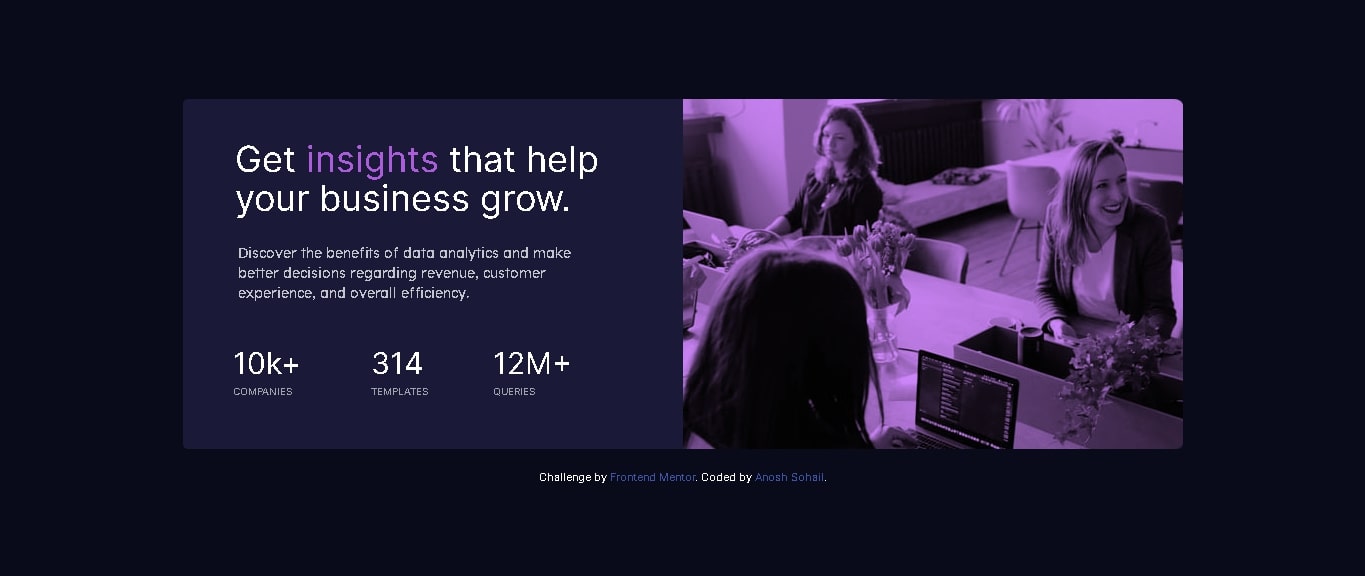 Get insights that help
your business grow.
Discover the benefits of data analytics and make
better decisions regarding revenue, customer
experience, and overall efficiency.
10k+ 314 12M+
COMPANIES TEMPLATES QUERIES
Challenge by Frontend Mentor. Coded by Anosh Sohail.